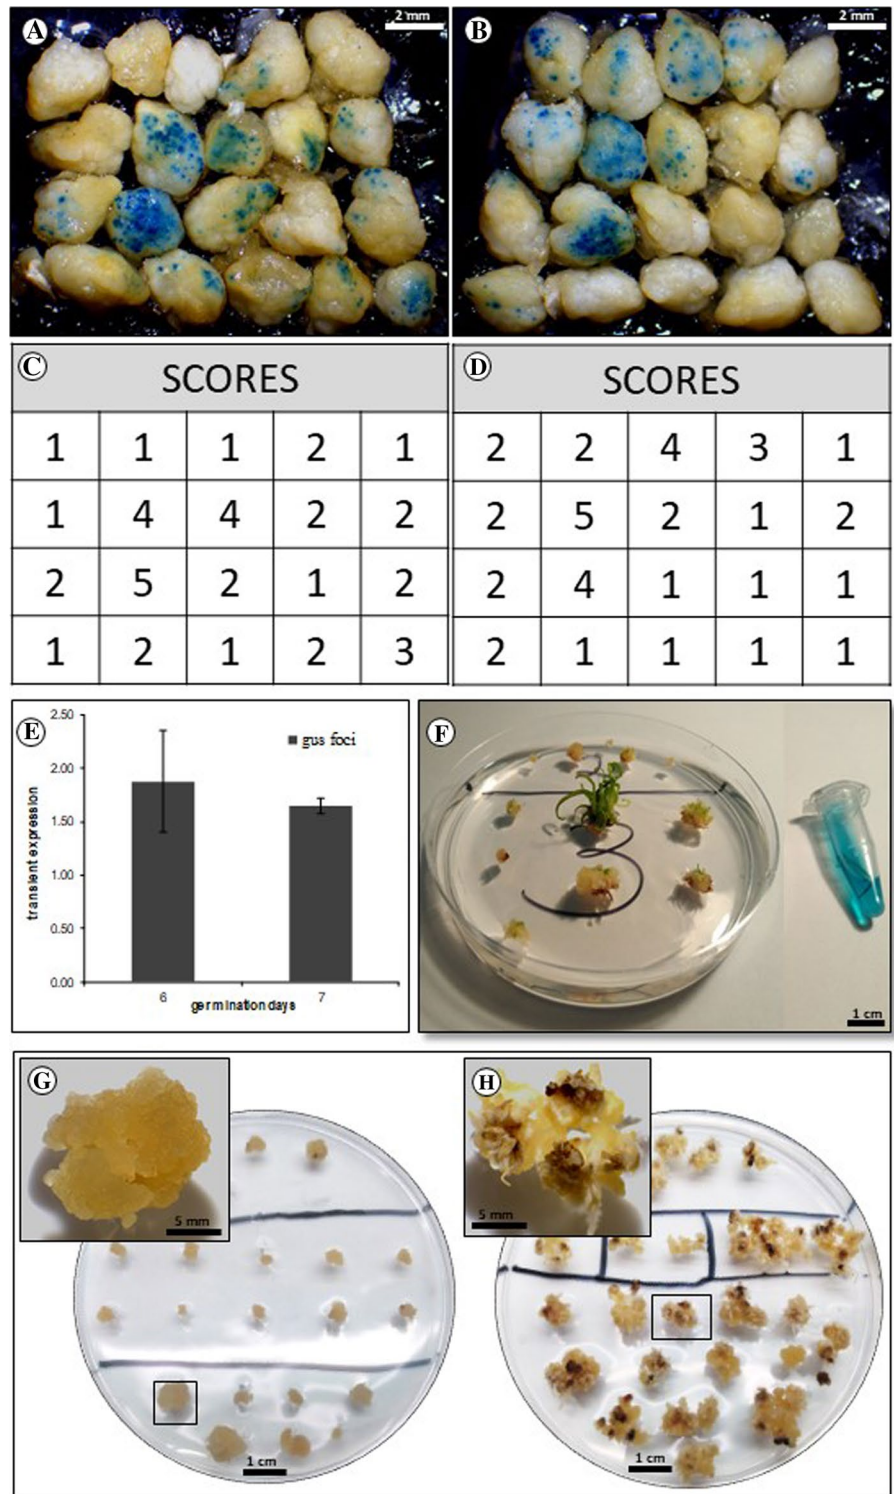 A
2 mm
B
2 mm
C
SCORES
1 1 1 2 1
1 4 4 2 2
2 5 2 1 2
1 2 1 2 3
D
SCORES
2 2 4 3 1
2 5 2 1 2
2 4 1 1 1
2 1 1 1 1
E
2.50
2.00
1.50
1.00
0.50
0.00
transient expression
gus foci
6
7
germination days
F
1 cm
G
5 mm
1 cm
H
5 mm
1 cm